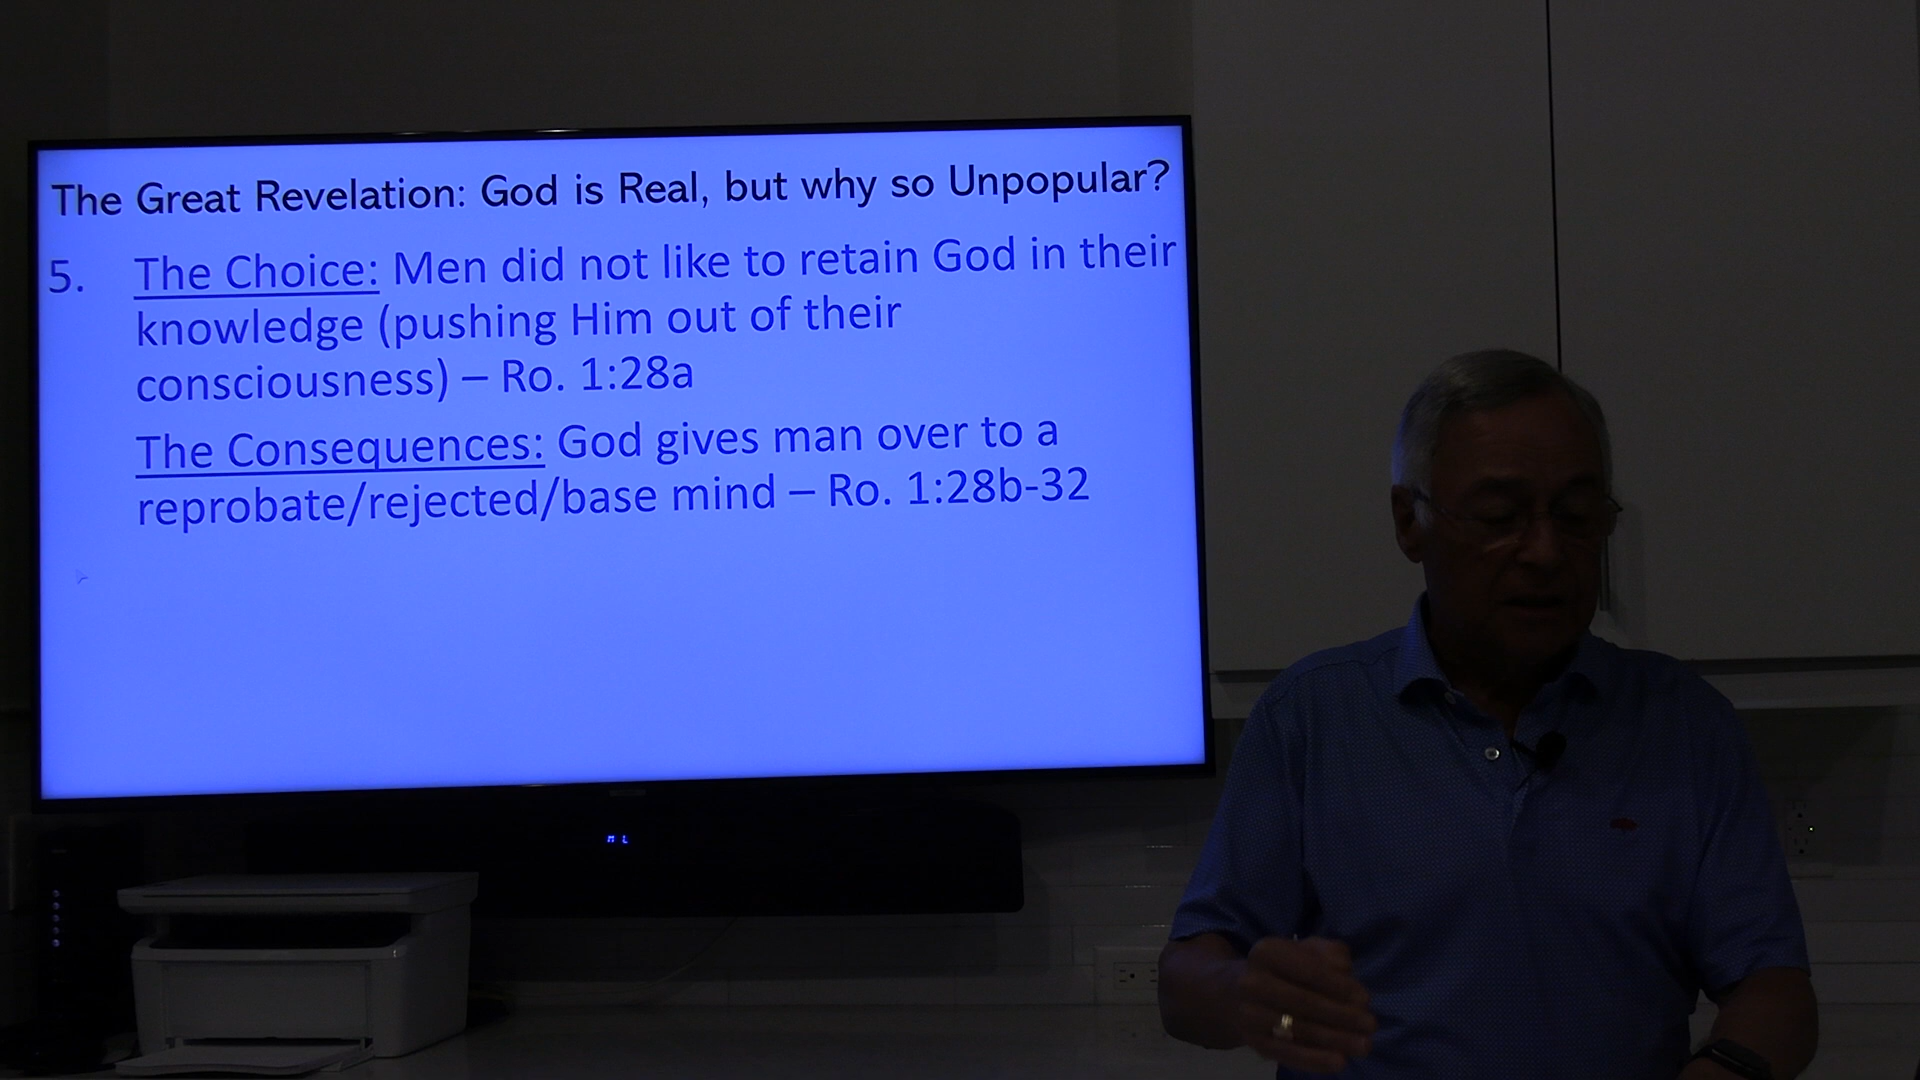 The Great Revelation: God is Real, but why so Unpopular?
5. The Choice: Men did not like to retain God in their
knowledge (pushing Him out of their
consciousness) – Ro. 1:28a
The Consequences: God gives man over to a
reprobate/rejected/base mind – Ro. 1:28b-32